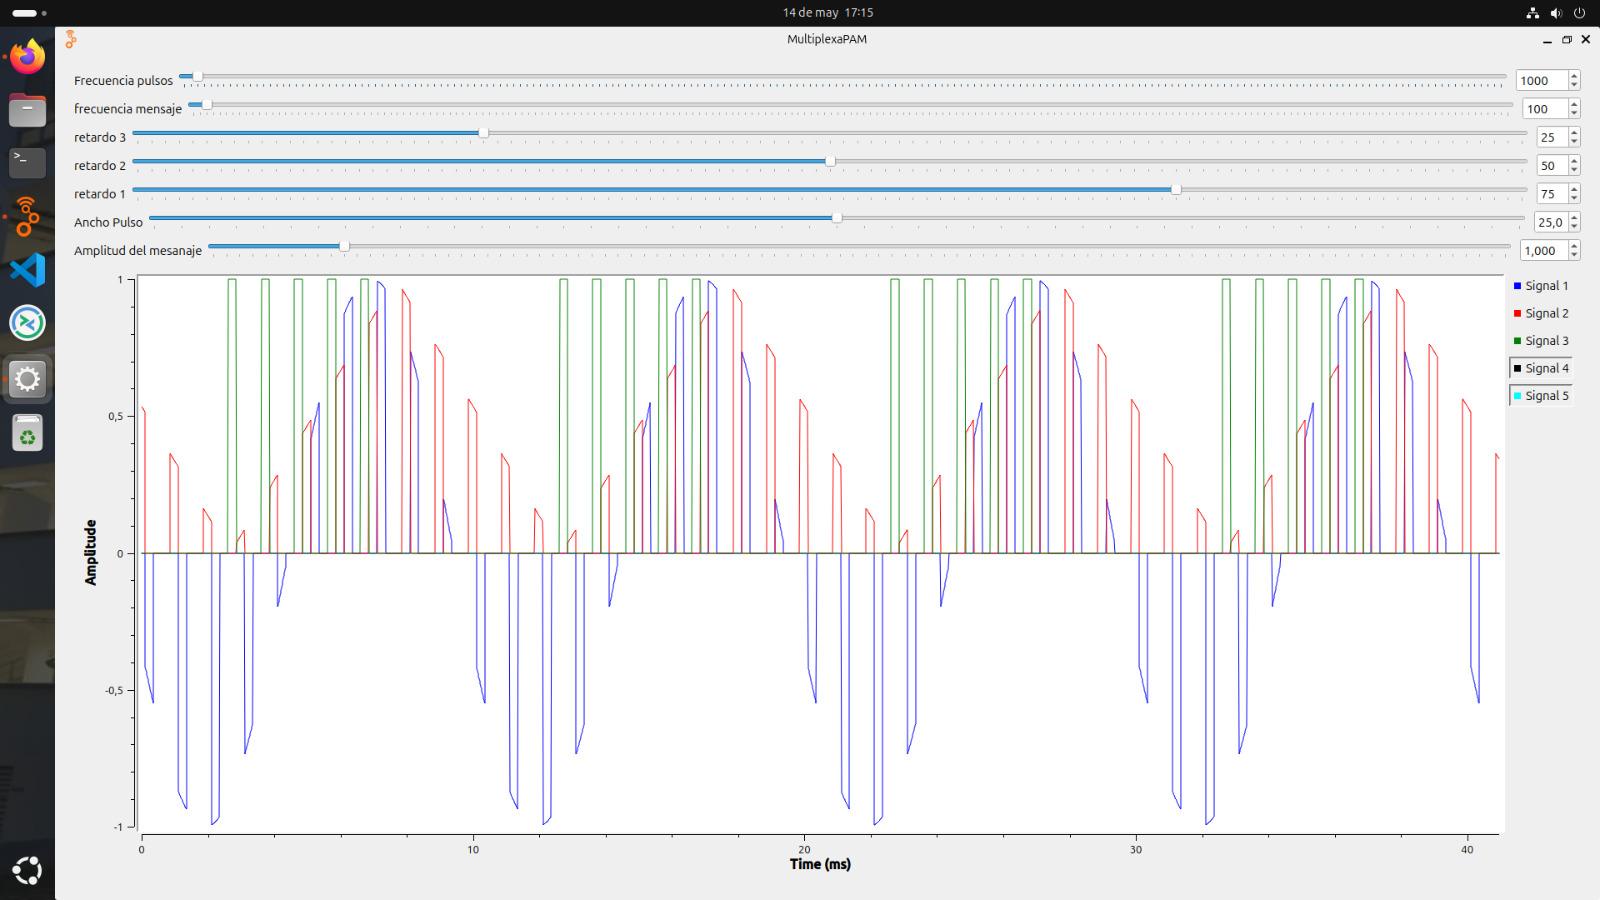 14 de may 17:15
MultiplexaPAM
Frecuencia pulsos 1000
frecuencia mensaje 100
retardo 3 25
retardo 2 50
retardo 1 75
Ancho Pulso 25,0
Amplitud del mesanaje 1,000
1
0,5
0
-0,5
-1
Amplitude
0 10 20 30 40
Time (ms)
Signal 1
Signal 2
Signal 3
Signal 4
Signal 5